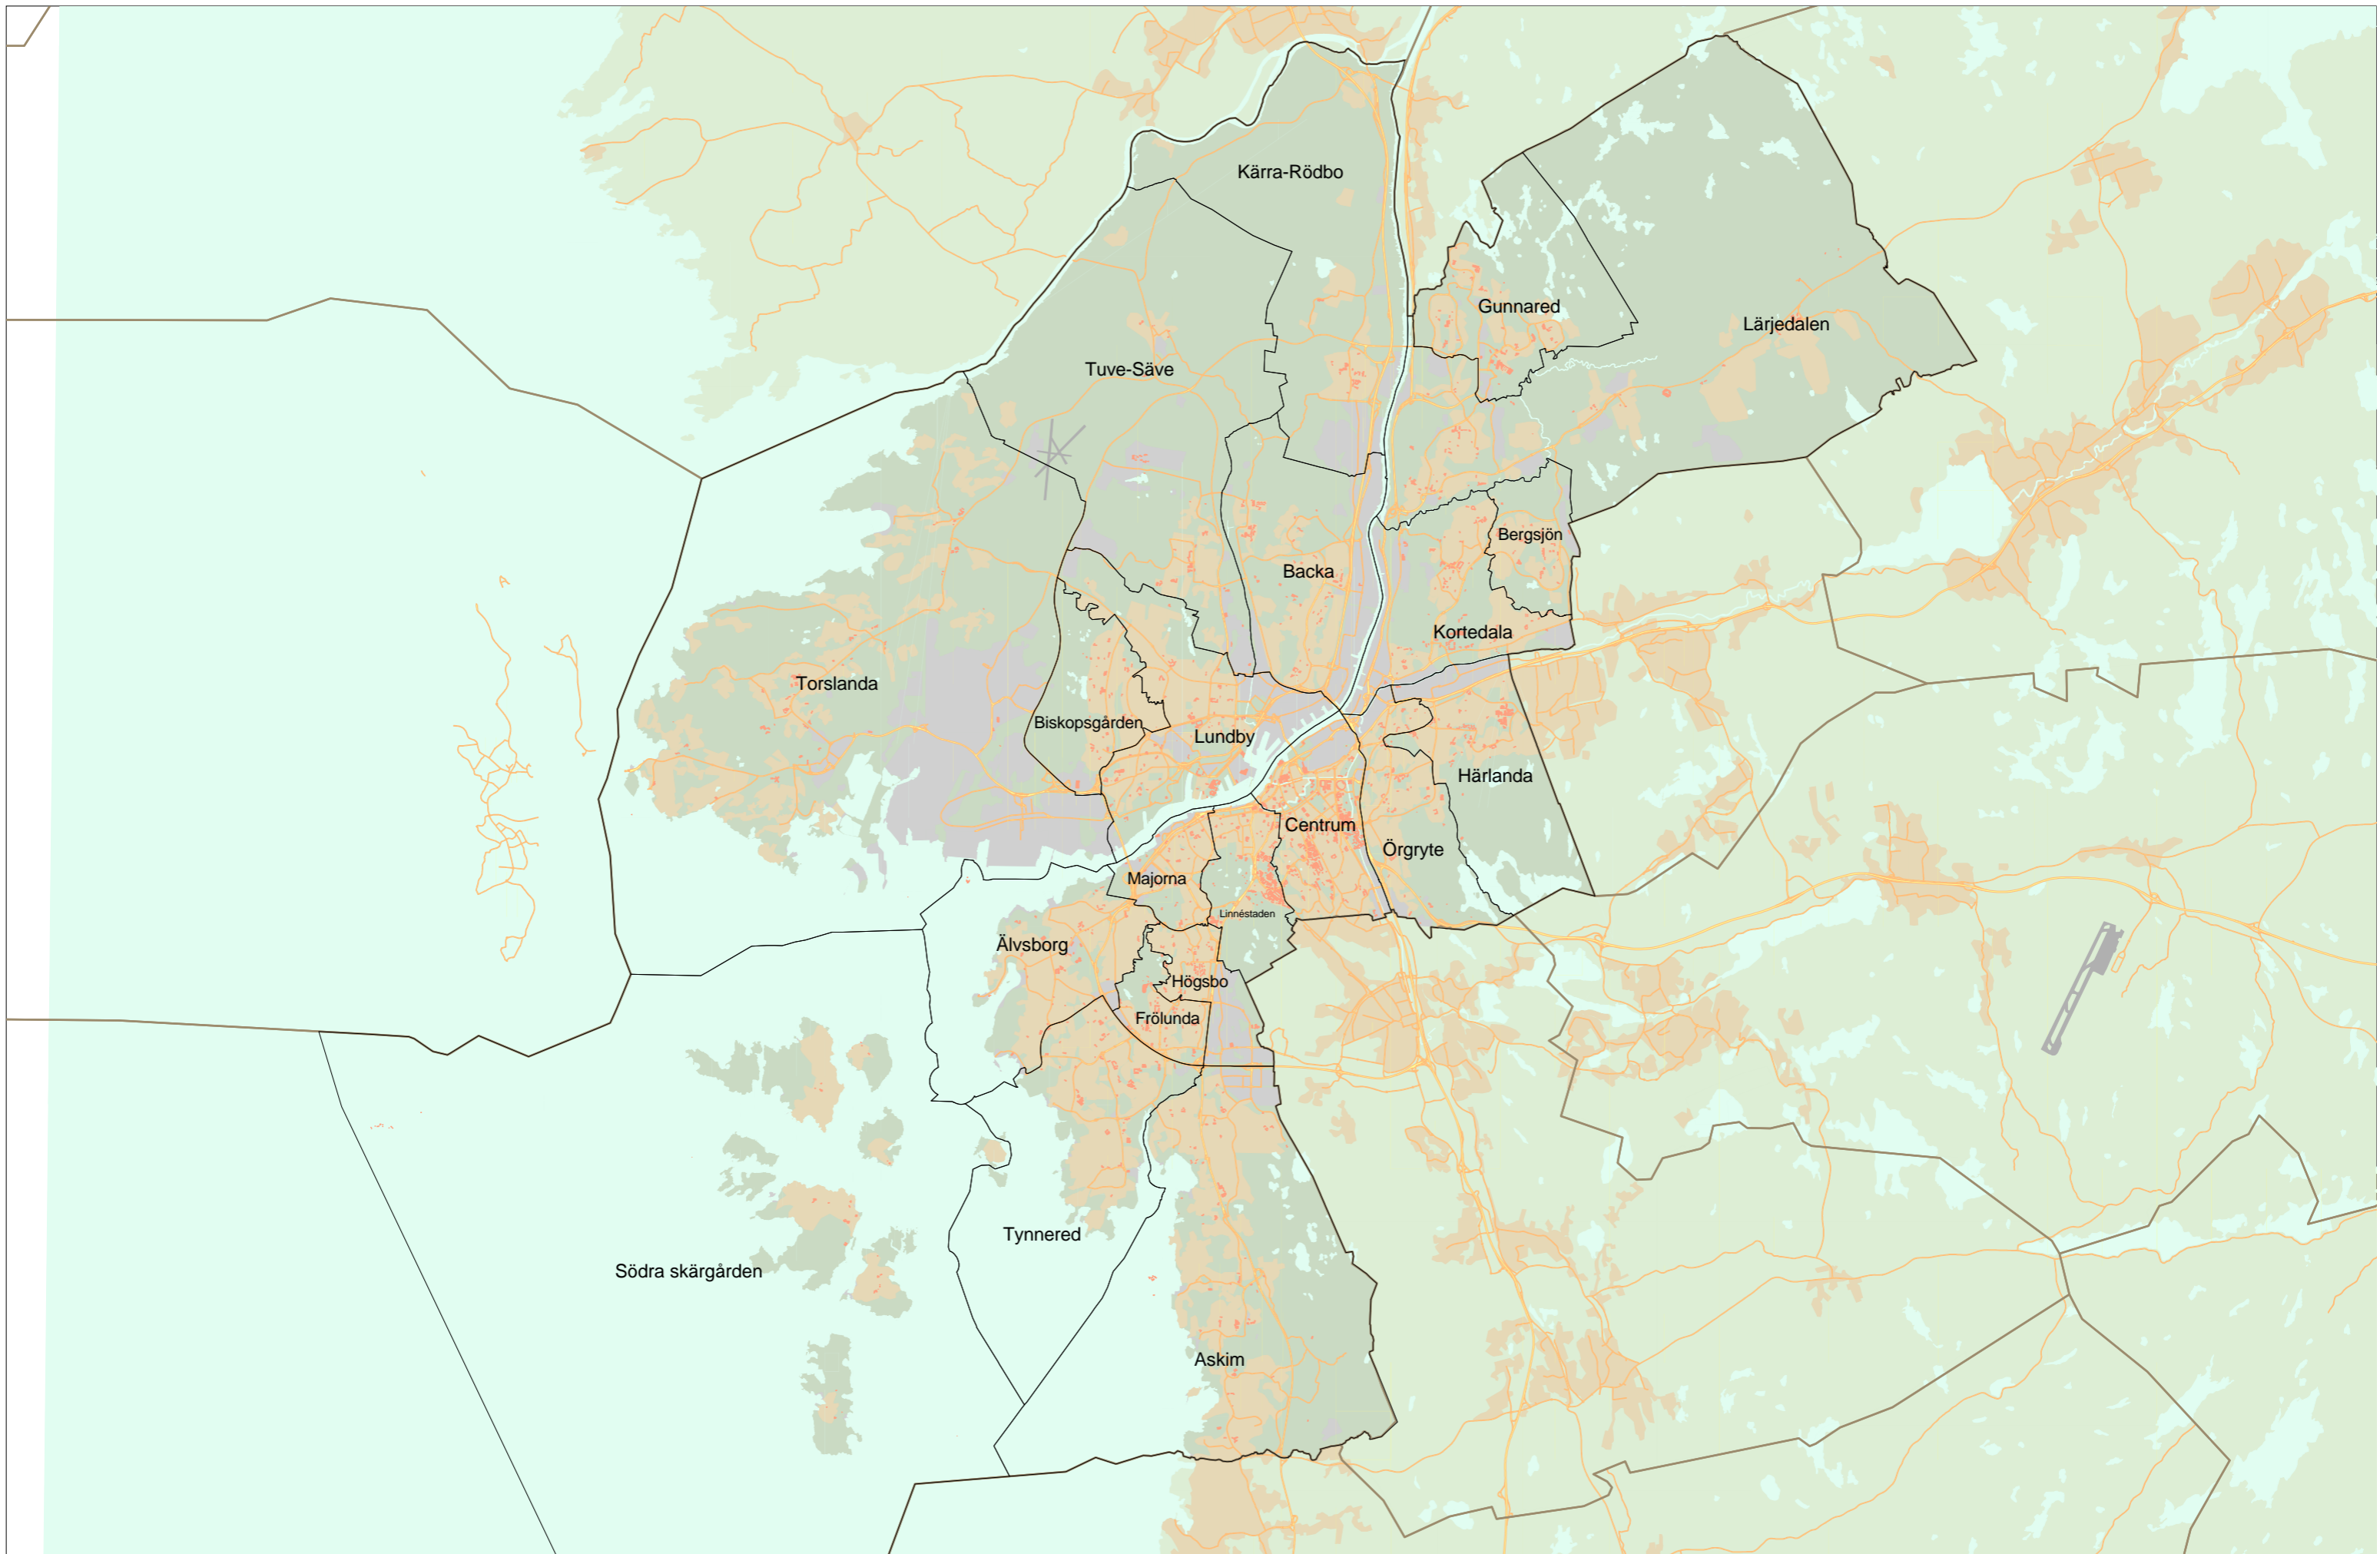 Kärra-Rödbo
Gunnared
Lärjedalen
Tuve-Säve
Bergsjön
Backa
Kortedala
Torslanda
Biskopsgården
Lundby
Härlanda
Centrum
Örgryte
Majorna
Linnéstaden
Älvsborg
Högsbo
Frölunda
Tynnered
Södra skärgården
Askim